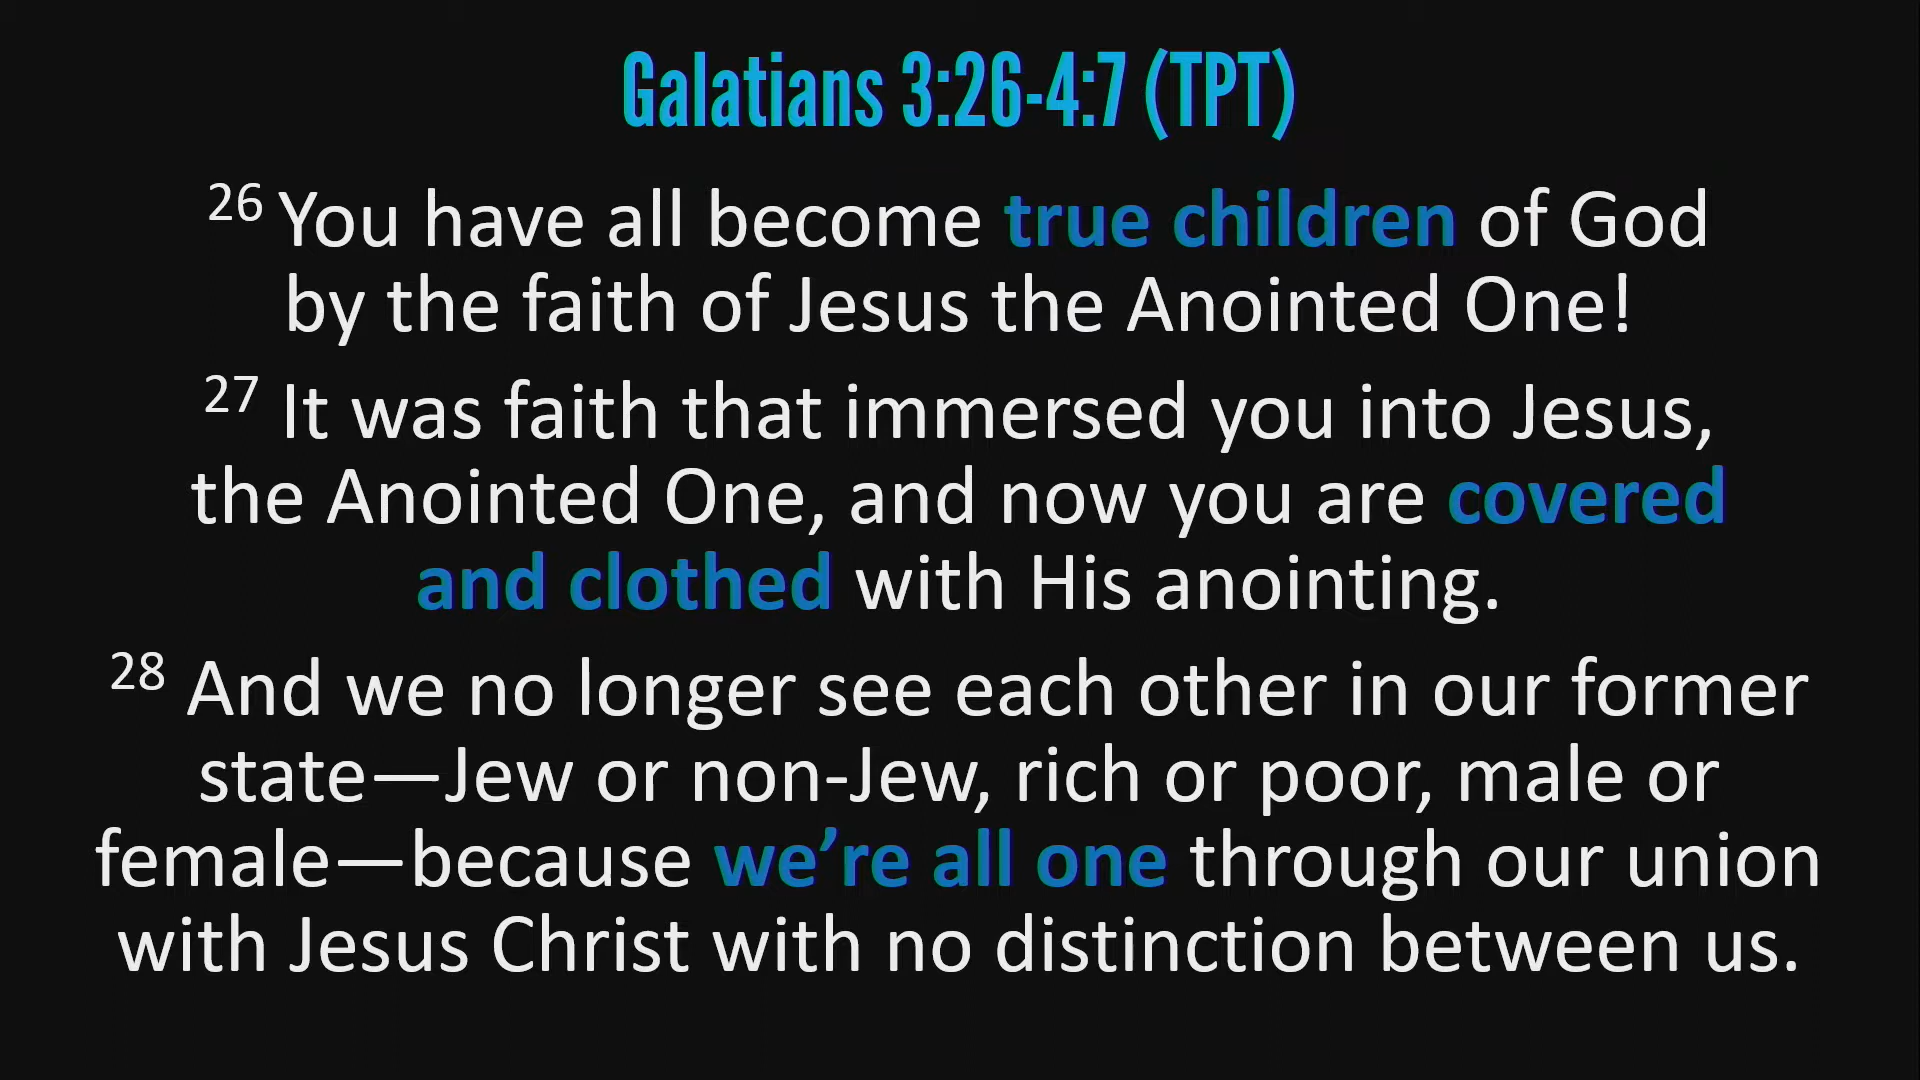 Galatians 3:26-4:7 (TPT)
26 You have all become true children of God
by the faith of Jesus the Anointed One!
27 It was faith that immersed you into Jesus,
the Anointed One, and now you are covered
and clothed with His anointing.
28 And we no longer see each other in our former
state—Jew or non-Jew, rich or poor, male or
female—because we’re all one through our union
with Jesus Christ with no distinction between us.